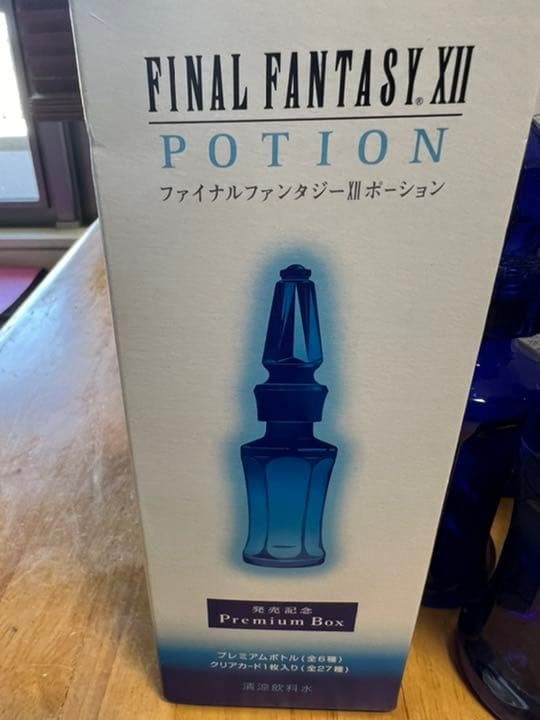 FINAL FANTASY® XII
POTION
ファイナルファンタジーXIIポーション
発売記念
Premium Box
プレミアムボトル(全6種)
クリアカード1枚入り(全27種)
清涼飲料水